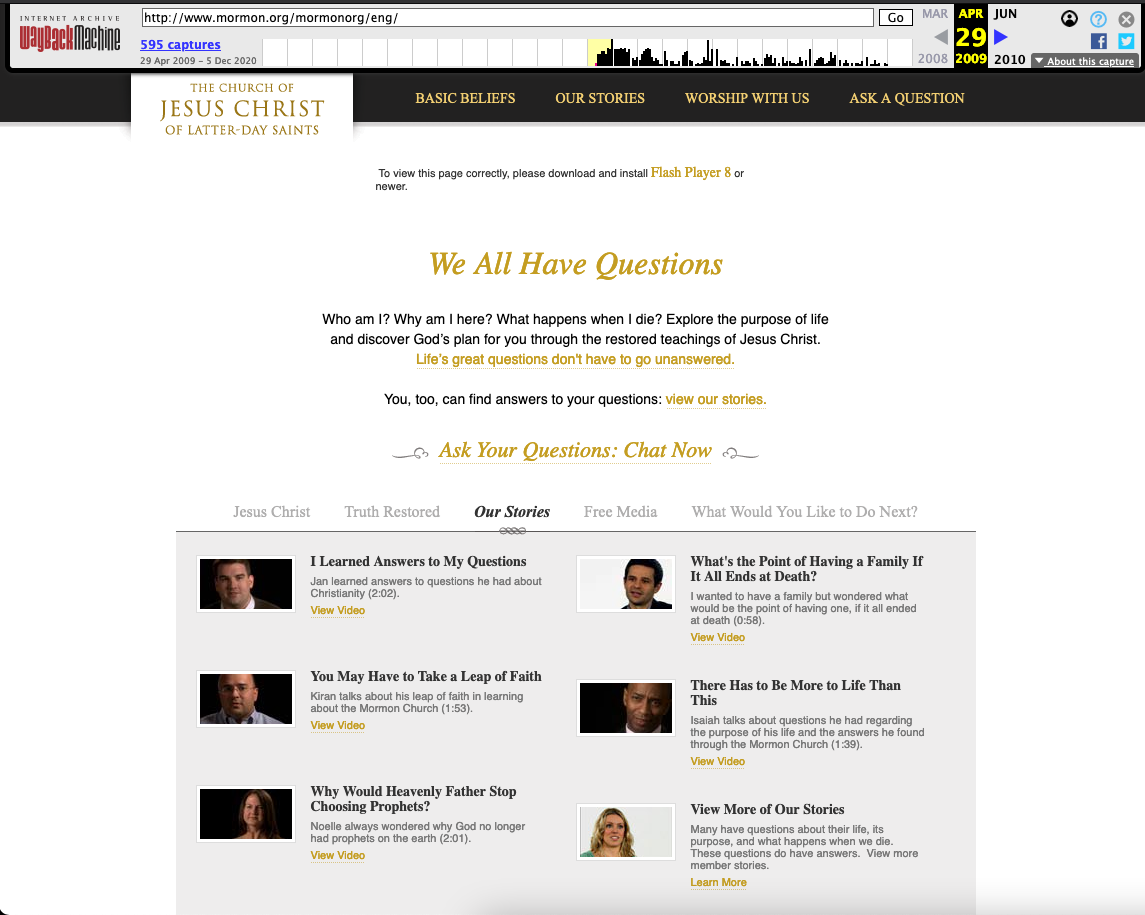 INTERNET ARCHIVE
WayBackMachine
http://www.mormon.org/mormonorg/eng/
Go
595 captures
29 Apr 2009 – 5 Dec 2020
MAR
APR
JUN
29
2008
2009
2010
About this capture
THE CHURCH OF
JESUS CHRIST
OF LATTER-DAY SAINTS
BASIC BELIEFS
OUR STORIES
WORSHIP WITH US
ASK A QUESTION
To view this page correctly, please download and install Flash Player 8 or
newer.
We All Have Questions
Who am I? Why am I here? What happens when I die? Explore the purpose of life
and discover God's plan for you through the restored teachings of Jesus Christ.
Life's great questions don't have to go unanswered.
You, too, can find answers to your questions: view our stories.
Ask Your Questions: Chat Now
Jesus Christ
Truth Restored
Our Stories
Free Media
What Would You Like to Do Next?
I Learned Answers to My Questions
Jan learned answers to questions he had about
Christianity (2:02).
View Video
You May Have to Take a Leap of Faith
Kiran talks about his leap of faith in learning
about the Mormon Church (1:53).
View Video
Why Would Heavenly Father Stop
Choosing Prophets?
Noelle always wondered why God no longer
had prophets on the earth (2:01).
View Video
What's the Point of Having a Family If
It All Ends at Death?
I wanted to have a family but wondered what
would be the point of having one, if it all ended
at death (0:58).
View Video
There Has to Be More to Life Than
This
Isaiah talks about questions he had regarding
the purpose of his life and the answers he found
through the Mormon Church (1:39).
View Video
View More of Our Stories
Many have questions about their life, its
purpose, and what happens when we die.
These questions do have answers.  View more
member stories.
Learn More